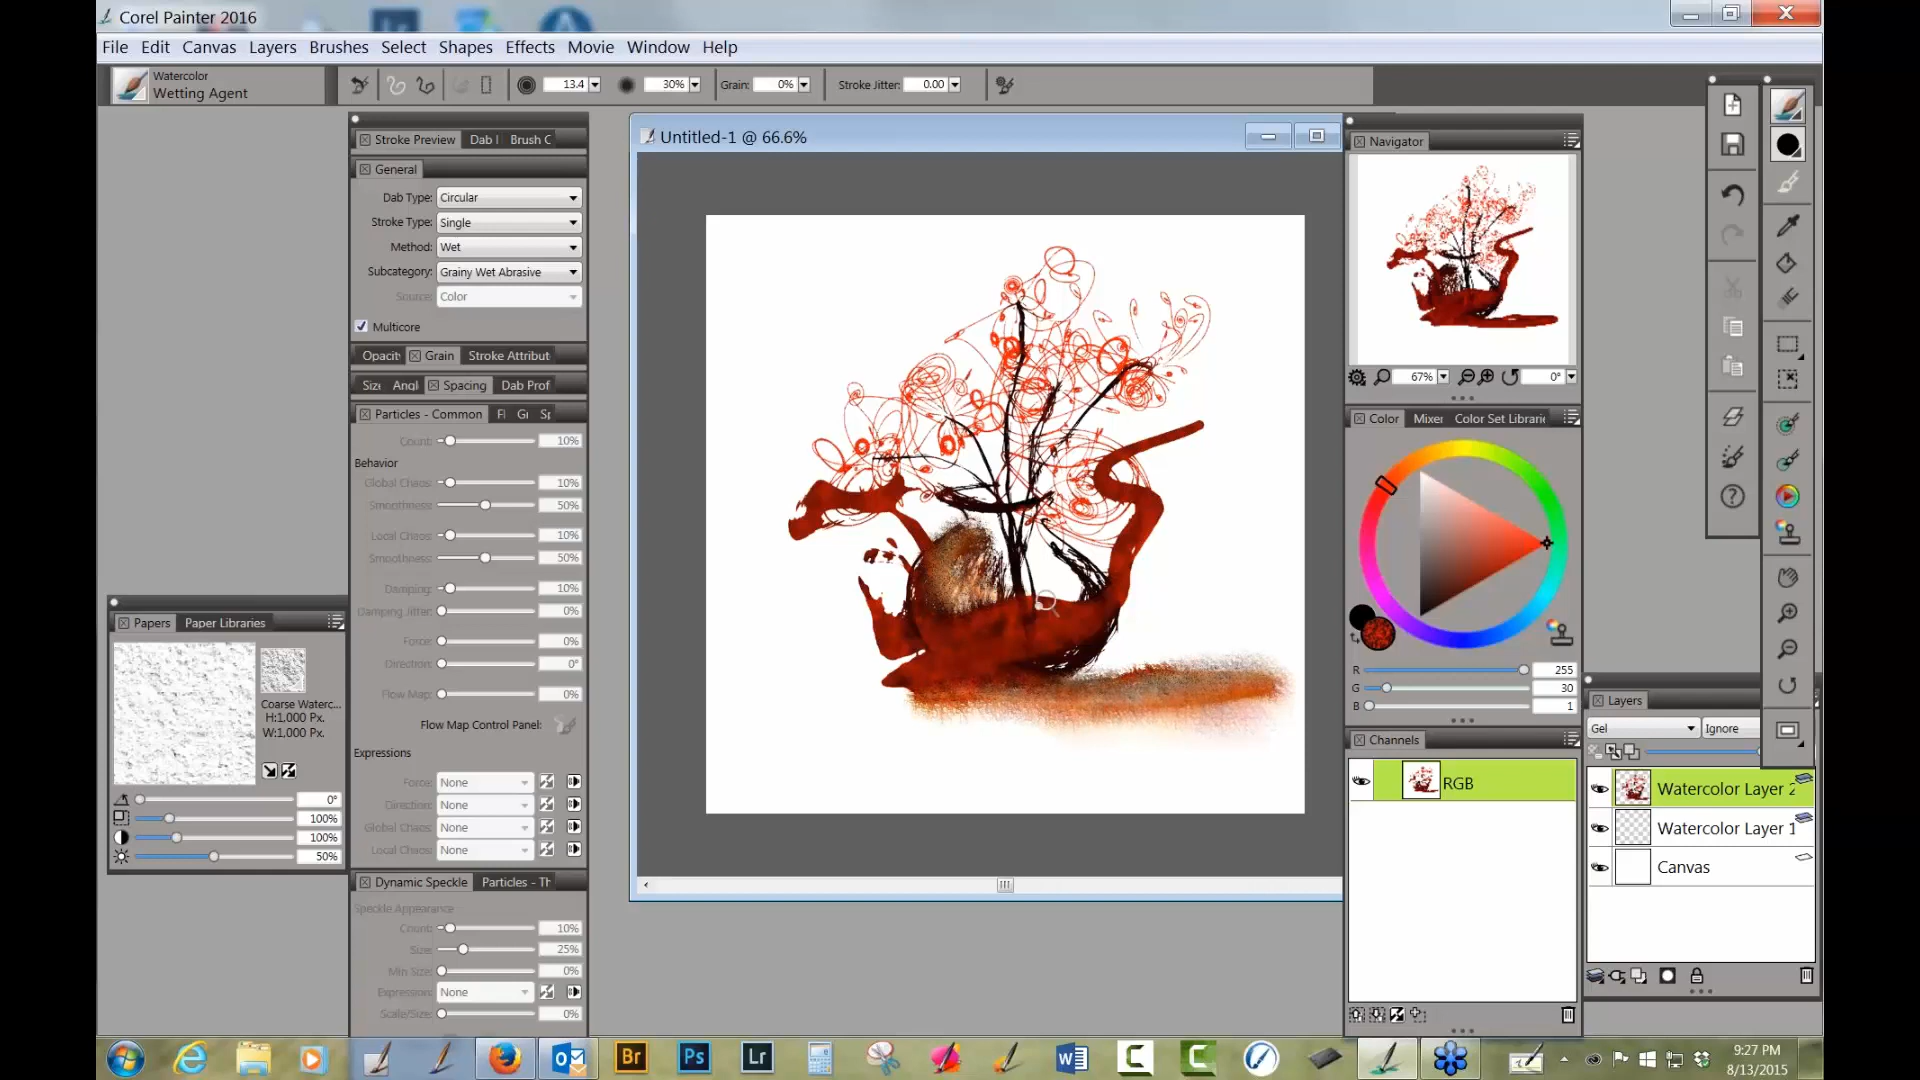 Corel Painter 2016
File Edit Canvas Layers Brushes Select Shapes Effects Movie Window Help
Watercolor
Wetting Agent
13.4
30%
Grain: 0%
Stroke Jitter: 0.00
Stroke Preview Dab I Brush C
General
Dab Type: Circular
Stroke Type: Single
Method: Wet
Subcategory: Grainy Wet Abrasive
Source: Color
Multicore
Opacit Grain Stroke Attribut
Siz Angl Spacing Dab Prof
Particles - Common Fl Gr Sp
Count: 10%
Behavior
Global Chaos: 10%
Smoothness: 50%
Local Chaos: 10%
Smoothness: 50%
Damping: 10%
Damping Jitter: 0%
Force: 0%
Direction: 0°
Flow Map: 0%
Flow Map Control Panel:
Expressions
Force: None
Direction: None
Global Chaos: None
Local Chaos: None
Dynamic Speckle Particles - Th
Speckle Appearance
Count: 10%
Size: 25%
Min Size: 0%
Expression: None
Scale/Size: 0%
Papers Paper Libraries
Coarse Waterc...
H:1,000 Px.
W:1,000 Px.
0°
100%
100%
50%
Untitled-1 @ 66.6%
Navigator
67% 0°
Color Mixer Color Set Librari
R 255
G 30
B 1
Channels
RGB
Layers
Gel Ignore
Watercolor Layer 2
Watercolor Layer 1
Canvas
Br Ps Lr W C C
9:27 PM
8/13/2015